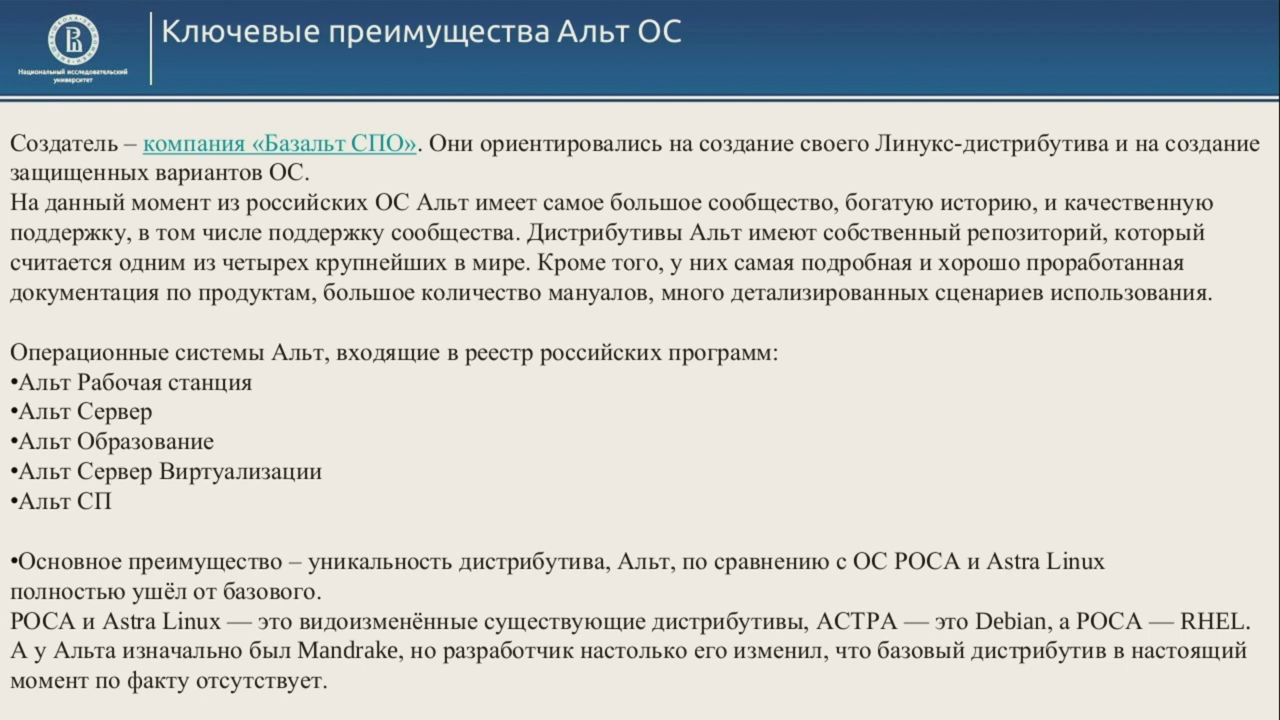 Национальный исследовательский
университет
Ключевые преимущества Альт ОС
Создатель – компания «Базальт СПО». Они ориентировались на создание своего Линукс-дистрибутива и на создание
защищенных вариантов ОС.
На данный момент из российских ОС Альт имеет самое большое сообщество, богатую историю, и качественную
поддержку, в том числе поддержку сообщества. Дистрибутивы Альт имеют собственный репозиторий, который
считается одним из четырех крупнейших в мире. Кроме того, у них самая подробная и хорошо проработанная
документация по продуктам, большое количество мануалов, много детализированных сценариев использования.
Операционные системы Альт, входящие в реестр российских программ:
•Альт Рабочая станция
•Альт Сервер
•Альт Образование
•Альт Сервер Виртуализации
•Альт СП
•Основное преимущество – уникальность дистрибутива, Альт, по сравнению с ОС РОСА и Astra Linux
полностью ушёл от базового.
РОСА и Astra Linux — это видоизменённые существующие дистрибутивы, АСТРА — это Debian, а РОСА — RHEL.
А у Альта изначально был Mandrake, но разработчик настолько его изменил, что базовый дистрибутив в настоящий
момент по факту отсутствует.